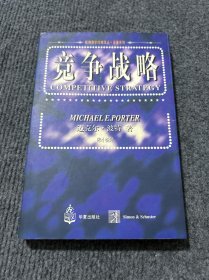 竞争战略
COMPETITIVE STRATEGY
MICHAEL E.PORTER
迈克尔·波特 著
华夏出版社
Simon & Schuster